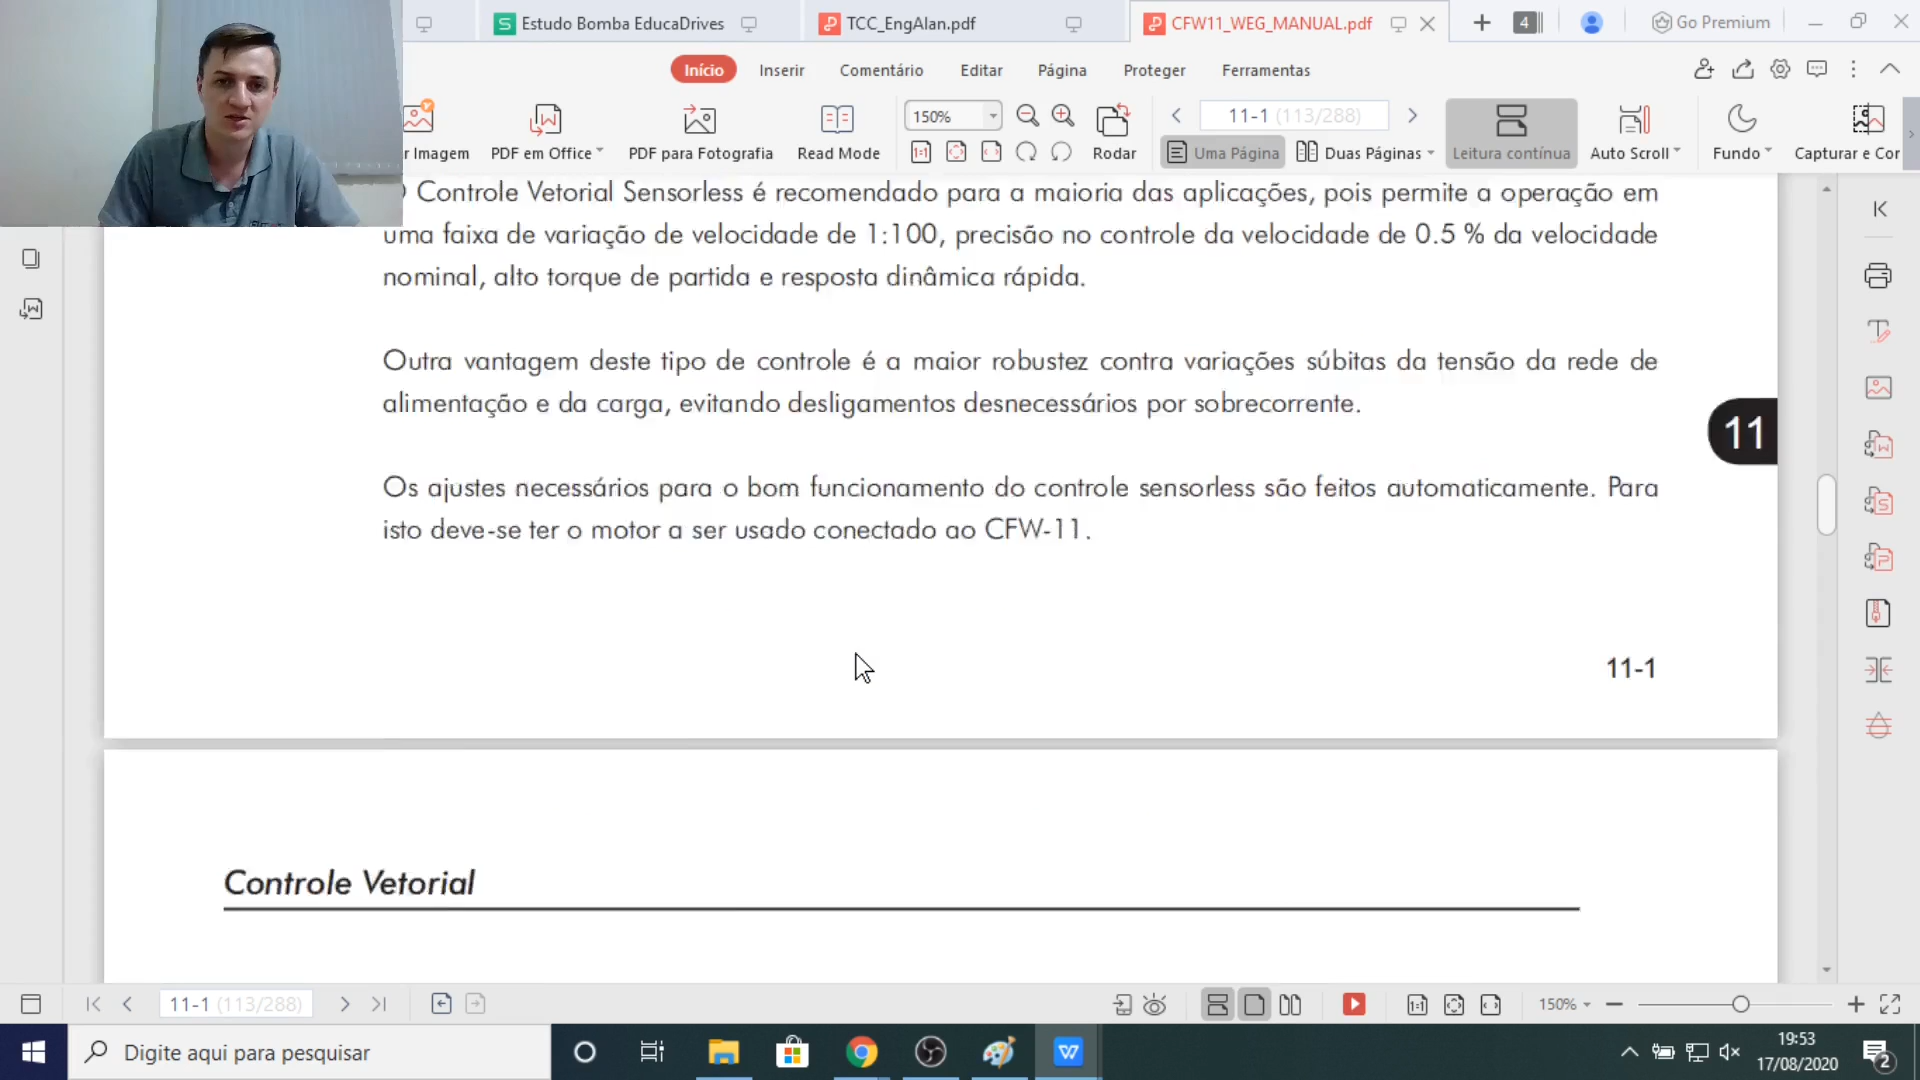 Estudo Bomba EducaDrives
TCC_EngAlan.pdf
CFW11_WEG_MANUAL.pdf
4
Go Premium
Início
Inserir
Comentário
Editar
Página
Proteger
Ferramentas
150%
11-1 (113/288)
r Imagem
PDF em Office
PDF para Fotografia
Read Mode
Rodar
Uma Página
Duas Páginas
Leitura contínua
Auto Scroll
Fundo
Capturar e Cor
Controle Vetorial Sensorless é recomendado para a maioria das aplicações, pois permite a operação em
uma faixa de variação de velocidade de 1:100, precisão no controle da velocidade de 0.5 % da velocidade
nominal, alto torque de partida e resposta dinâmica rápida.
Outra vantagem deste tipo de controle é a maior robustez contra variações súbitas da tensão da rede de
alimentação e da carga, evitando desligamentos desnecessários por sobrecorrente.
11
Os ajustes necessários para o bom funcionamento do controle sensorless são feitos automaticamente. Para
isto deve-se ter o motor a ser usado conectado ao CFW-11.
11-1
Controle Vetorial
11-1 (113/288)
150%
Digite aqui para pesquisar
19:53
17/08/2020
2